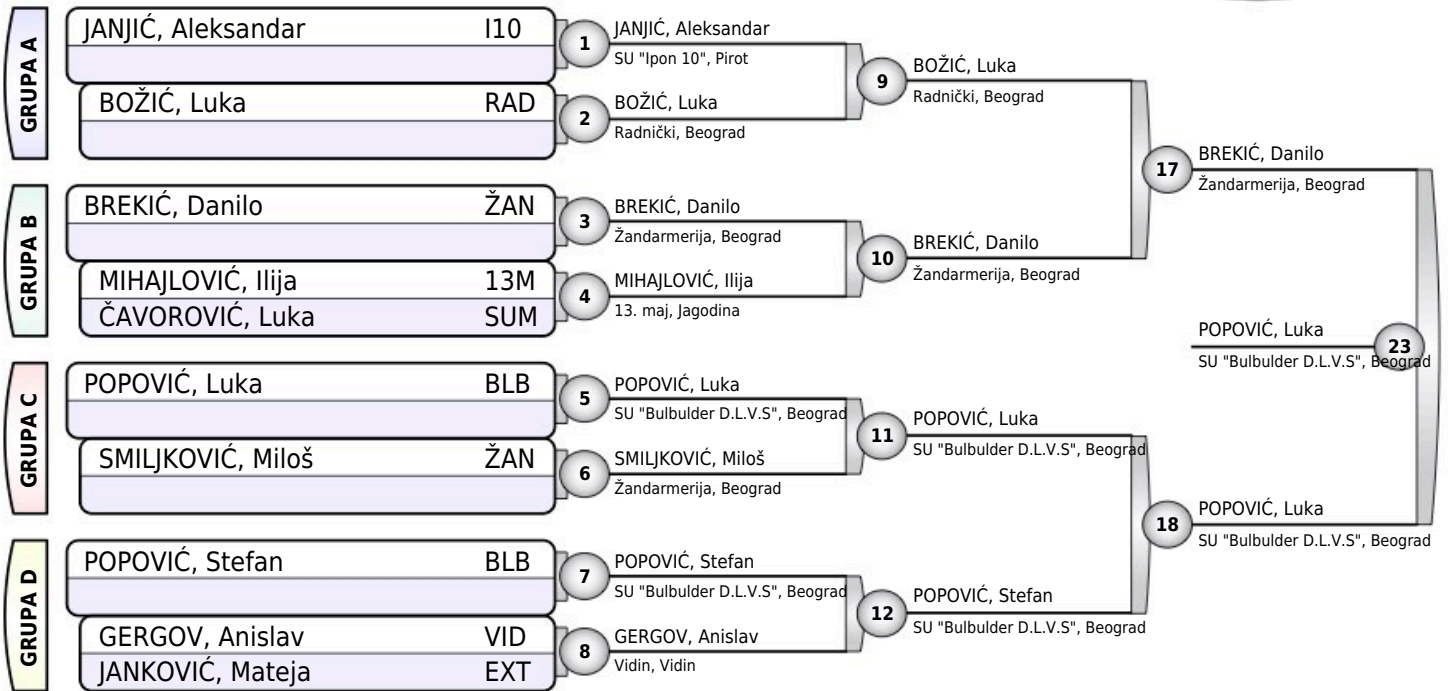 GRUPA A
JANJIĆ, Aleksandar I10
BOŽIĆ, Luka RAD
1
JANJIĆ, Aleksandar
SU "Ipon 10", Pirot
2
BOŽIĆ, Luka
Radnički, Beograd
9
BOŽIĆ, Luka
Radnički, Beograd
GRUPA B
BREKIĆ, Danilo ŽAN
MIHAJLOVIĆ, Ilija 13M
ČAVOROVIĆ, Luka SUM
3
BREKIĆ, Danilo
Žandarmerija, Beograd
4
MIHAJLOVIĆ, Ilija
13. maj, Jagodina
10
BREKIĆ, Danilo
Žandarmerija, Beograd
17
BREKIĆ, Danilo
Žandarmerija, Beograd
GRUPA C
POPOVIĆ, Luka BLB
SMILJKOVIĆ, Miloš ŽAN
5
POPOVIĆ, Luka
SU "Bulbulder D.L.V.S", Beograd
6
SMILJKOVIĆ, Miloš
Žandarmerija, Beograd
11
POPOVIĆ, Luka
SU "Bulbulder D.L.V.S", Beograd
GRUPA D
POPOVIĆ, Stefan BLB
GERGOV, Anislav VID
JANKOVIĆ, Mateja EXT
7
POPOVIĆ, Stefan
SU "Bulbulder D.L.V.S", Beograd
8
GERGOV, Anislav
Vidin, Vidin
12
POPOVIĆ, Stefan
SU "Bulbulder D.L.V.S", Beograd
18
POPOVIĆ, Luka
SU "Bulbulder D.L.V.S", Beograd
23
POPOVIĆ, Luka
SU "Bulbulder D.L.V.S", Beograd